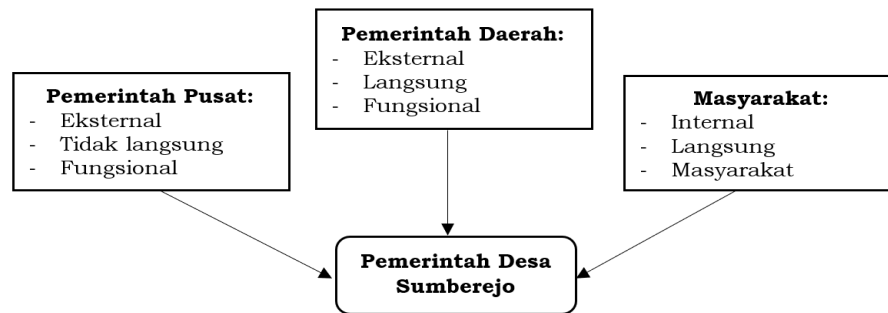 Pemerintah Pusat:
- Eksternal
- Tidak langsung
- Fungsional
Pemerintah Daerah:
- Eksternal
- Langsung
- Fungsional
Masyarakat:
- Internal
- Langsung
- Masyarakat
Pemerintah Desa
Sumberejo